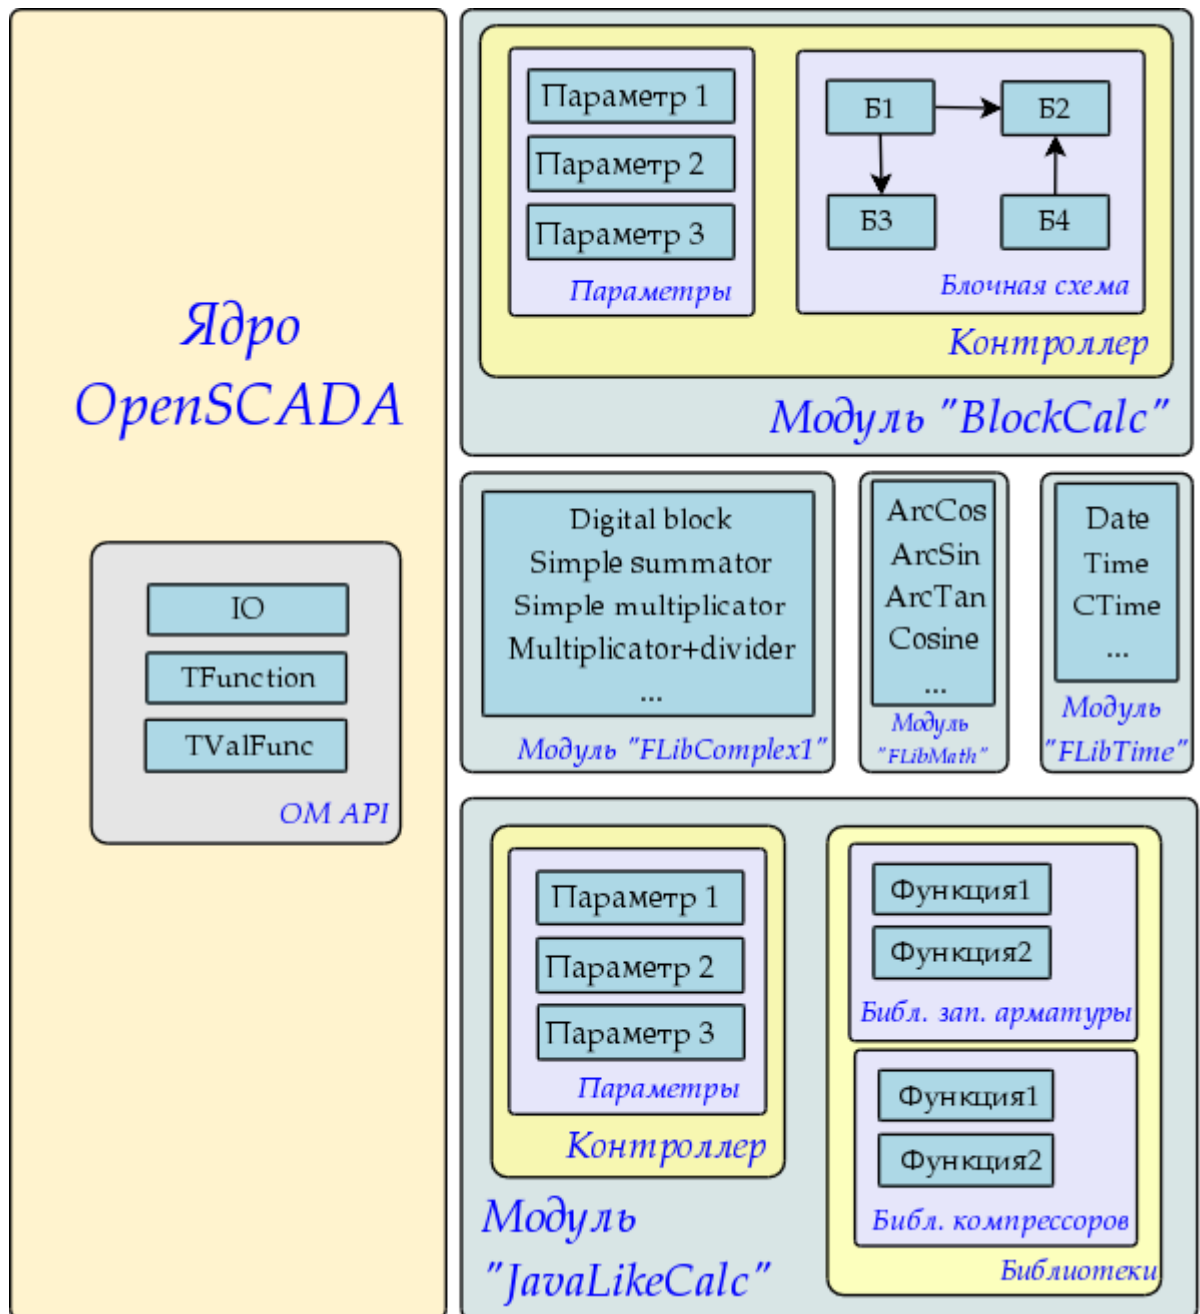 Ядро
OpenSCADA
IO
TFunction
TValFunc
OM API
Параметр 1
Параметр 2
Параметр 3
Параметры
Б1
Б2
Б3
Б4
Блочная схема
Контроллер
Модуль "BlockCalc"
Digital block
Simple summator
Simple multiplicator
Multiplicator+divider
...
Модуль "FLibComplex1"
ArcCos
ArcSin
ArcTan
Cosine
...
Модуль
"FLibMath"
Date
Time
CTime
...
Модуль
"FLibTime"
Параметр 1
Параметр 2
Параметр 3
Параметры
Контроллер
Функция1
Функция2
Библ. зап. арматуры
Функция1
Функция2
Библ. компрессоров
Библиотеки
Модуль
"JavaLikeCalc"